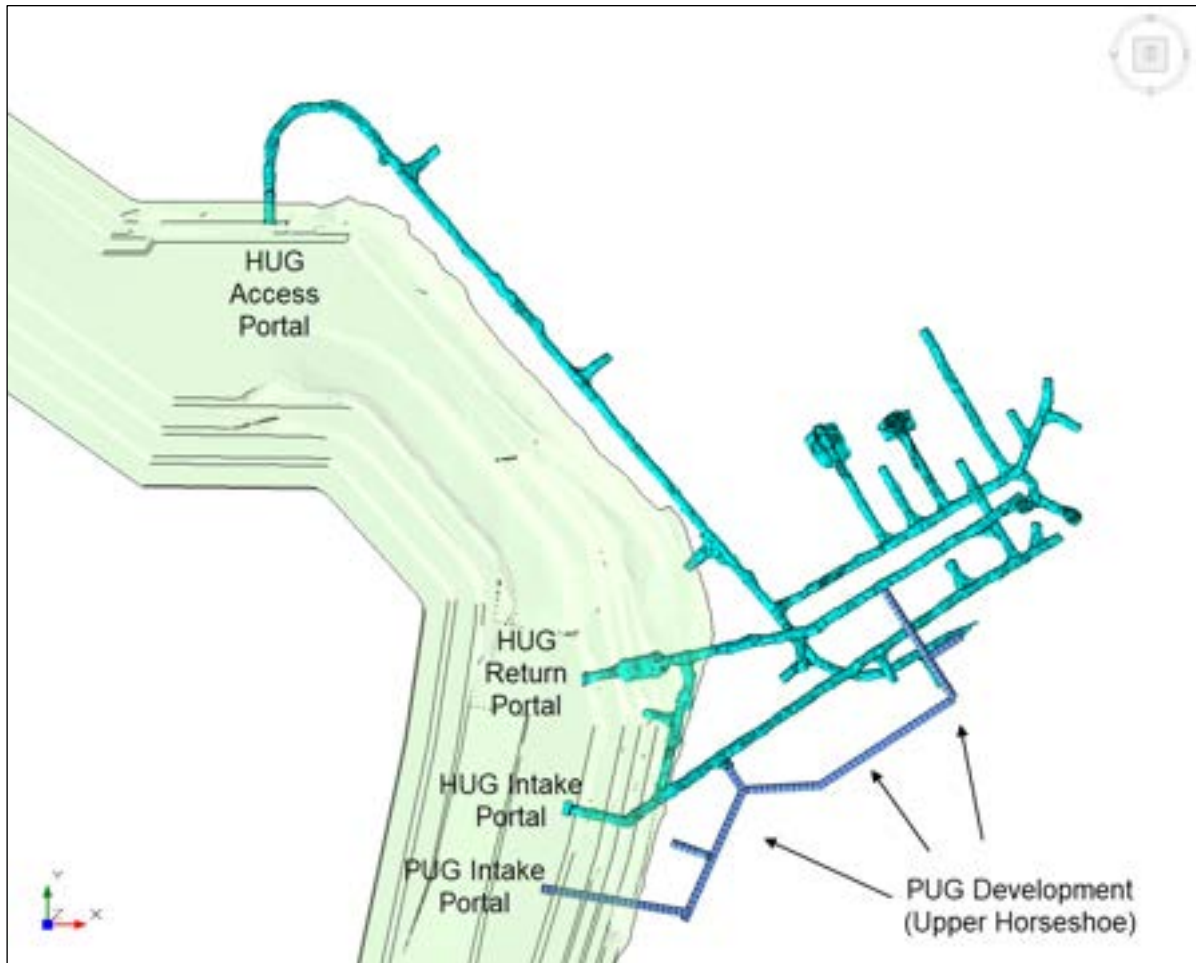 HUG
Access
Portal
HUG
Return
Portal
HUG Intake
Portal
PUG Intake
Portal
PUG Development
(Upper Horseshoe)
Y
Z
X